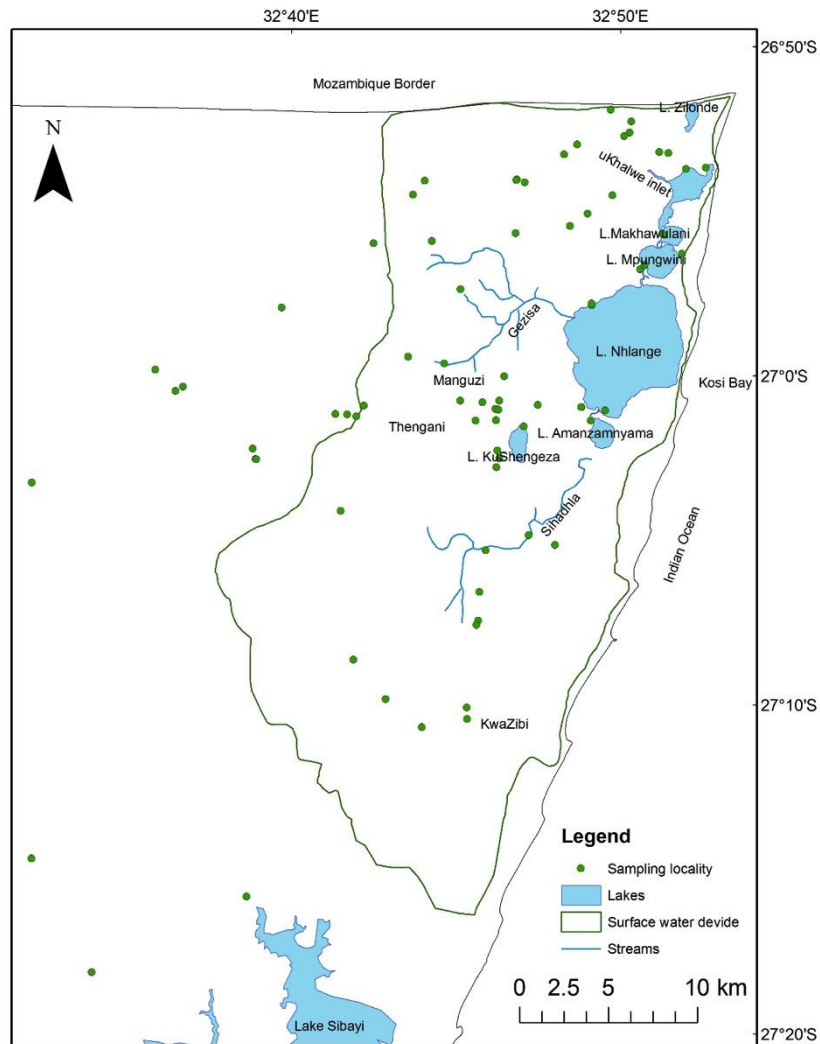 32°40'E
32°50'E
26°50'S
Mozambique Border
L. Zilonde
N
uKhalwe inlet
L.Makhawulani
L. Mpungwini
Gezisa
L. Nhlange
27°0'S
Manguzi
Kosi Bay
Thengani
L. Amanzamnyama
L. KuShengeza
Sihadhla
Indian Ocean
27°10'S
KwaZibi
Legend
Sampling locality
Lakes
Surface water devide
Streams
0 2.5 5 10 km
Lake Sibayi
27°20'S